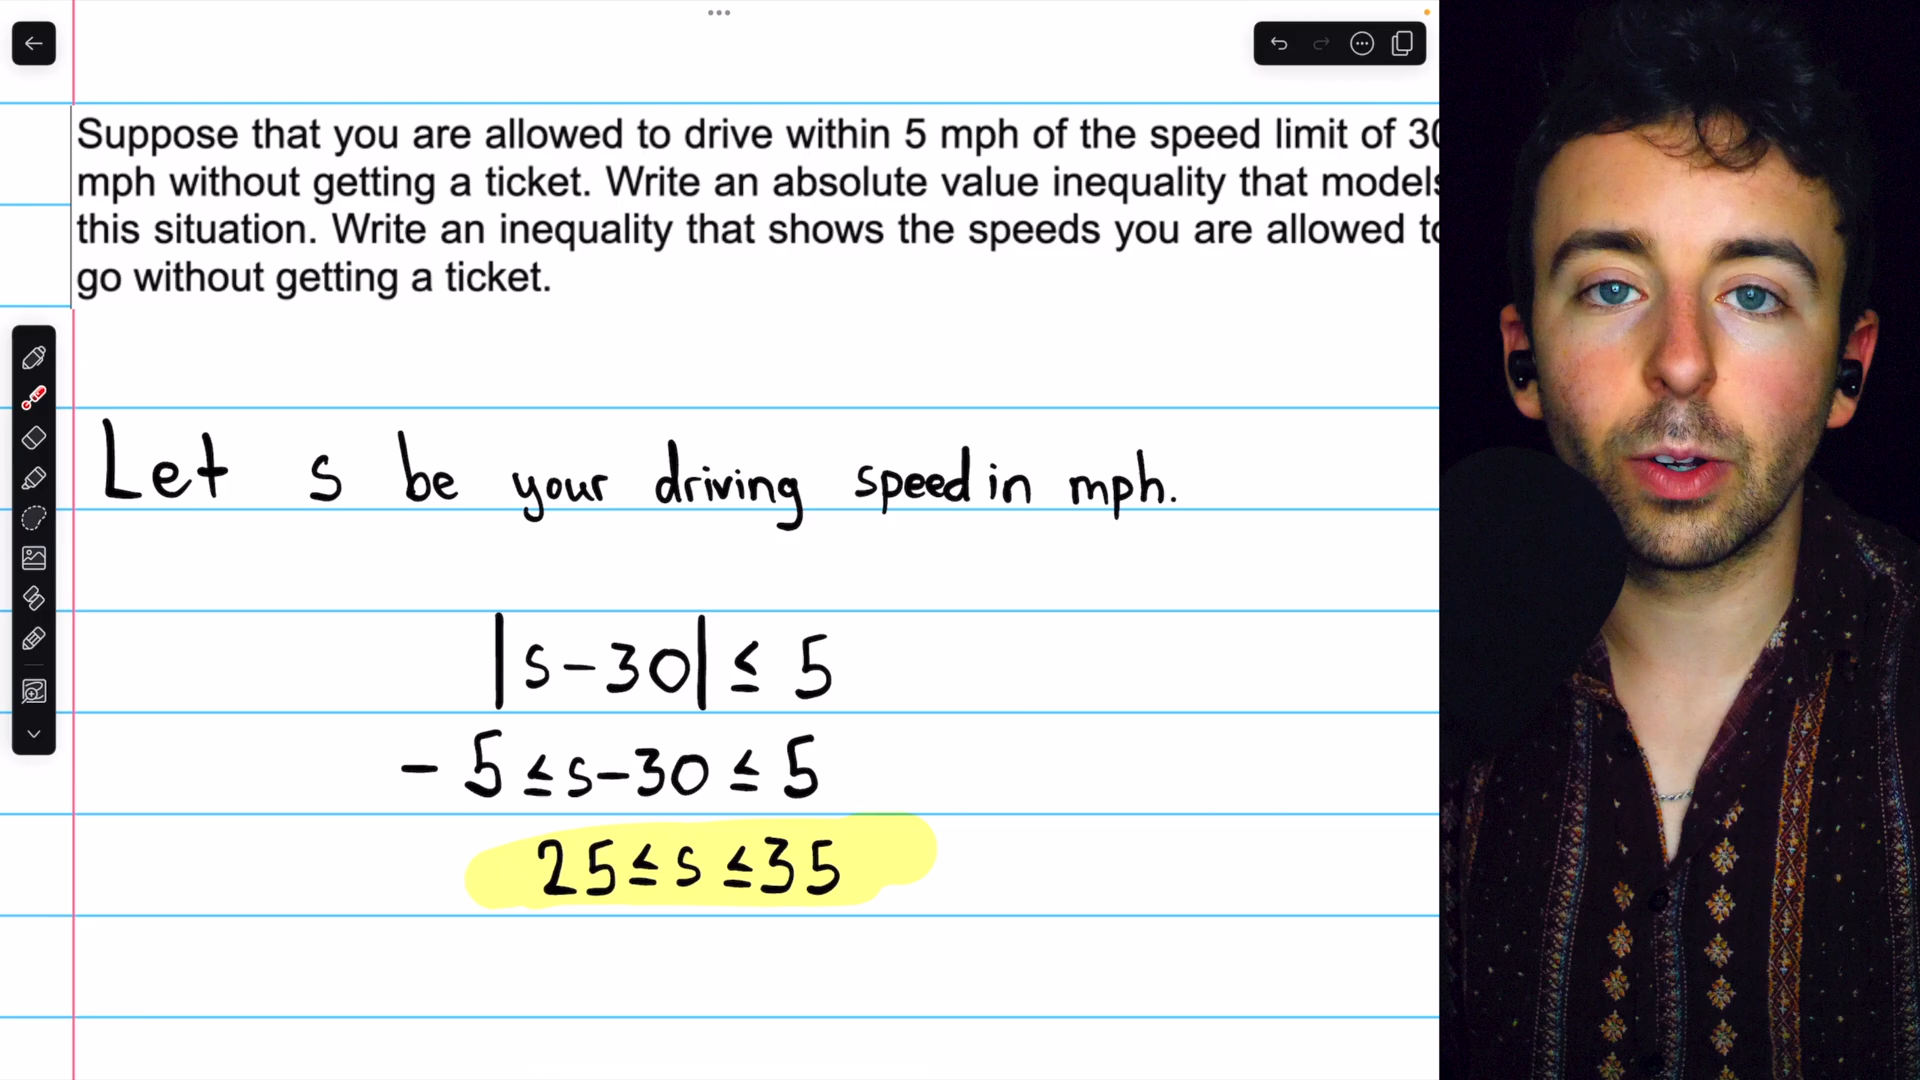 Suppose that you are allowed to drive within 5 mph of the speed limit of 30
mph without getting a ticket. Write an absolute value inequality that models
this situation. Write an inequality that shows the speeds you are allowed to
go without getting a ticket.
Let s be your driving speed in mph.
|s-30| ≤ 5
-5 ≤ s-30 ≤ 5
25 ≤ s ≤ 35